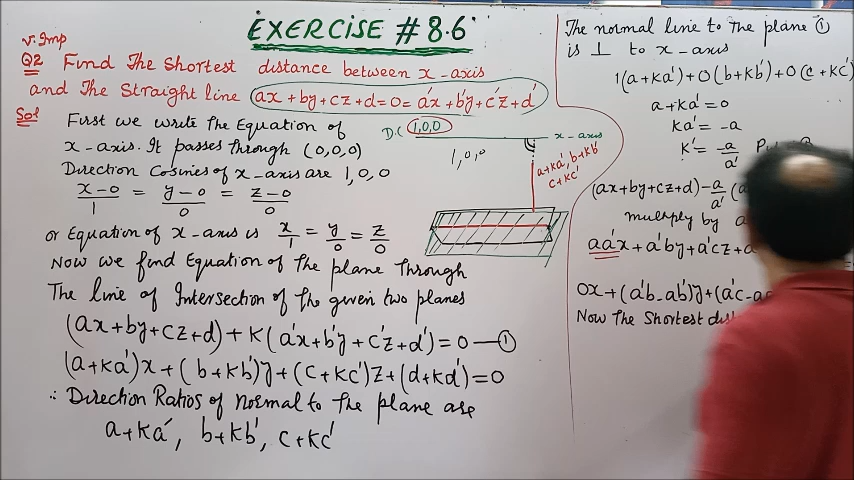 EXERCISE # 8.6
v. Imp
Q2 Find The Shortest distance between x-axis
and The Straight line ax+by+cz+d=0=a'x+b'y+c'z+d'
Sol First we write The Equation of
x-axis. It passes through (0,0,0)
Direction Cosines of x-axis are 1,0,0
x-0/1 = y-0/0 = z-0/0
or Equation of x-axis is x/1 = y/0 = z/0
Now we find Equation of The plane Through
The line of Intersection of The given two planes
(ax+by+cz+d)+K(a'x+b'y+c'z+d')=0 — ①
(a+Ka')x+(b+Kb')y+(c+Kc')z+(d+Kd')=0
∴ Direction Ratios of normal to The plane are
a+Ka', b+Kb', c+Kc'
D.C 1,0,0
x-axis
1,0,0
a+Ka', b+Kb'
c+Kc'
The normal line to The plane ①
is ⊥ to x-axis
1(a+Ka')+0(b+Kb')+0(c+Kc')
a+Ka'=0
Ka'=-a
K=-a/a'
(ax+by+cz+d)-a/a'(
multiply by
aa'x+a'by+a'cz+
0x+(a'b-ab')y+(a'c-a
Now The Shortest